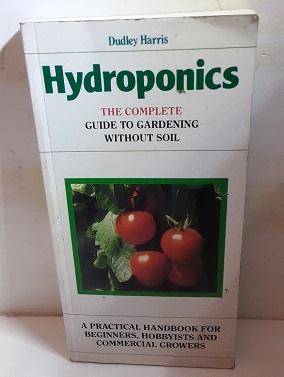 Dudley Harris
Hydroponics
THE COMPLETE
GUIDE TO GARDENING
WITHOUT SOIL
A PRACTICAL HANDBOOK FOR
BEGINNERS, HOBBYISTS AND
COMMERCIAL GROWERS